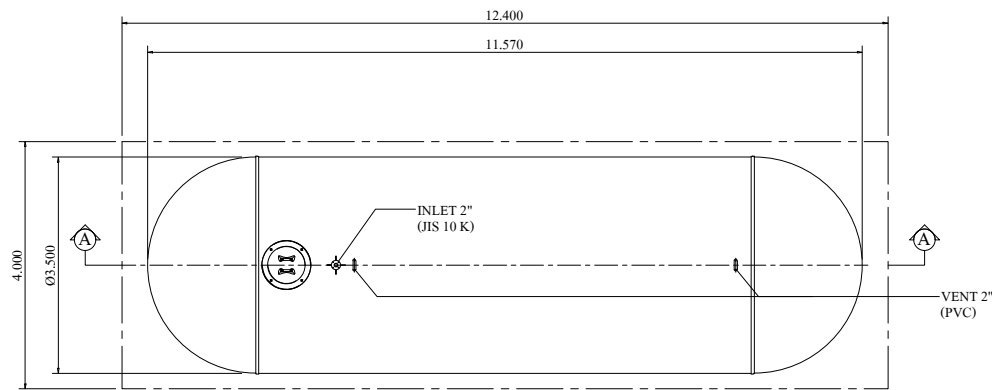 12.400
11.570
INLET 2"
(JIS 10 K)
A
A
4.000
Ø3.500
VENT 2"
(PVC)